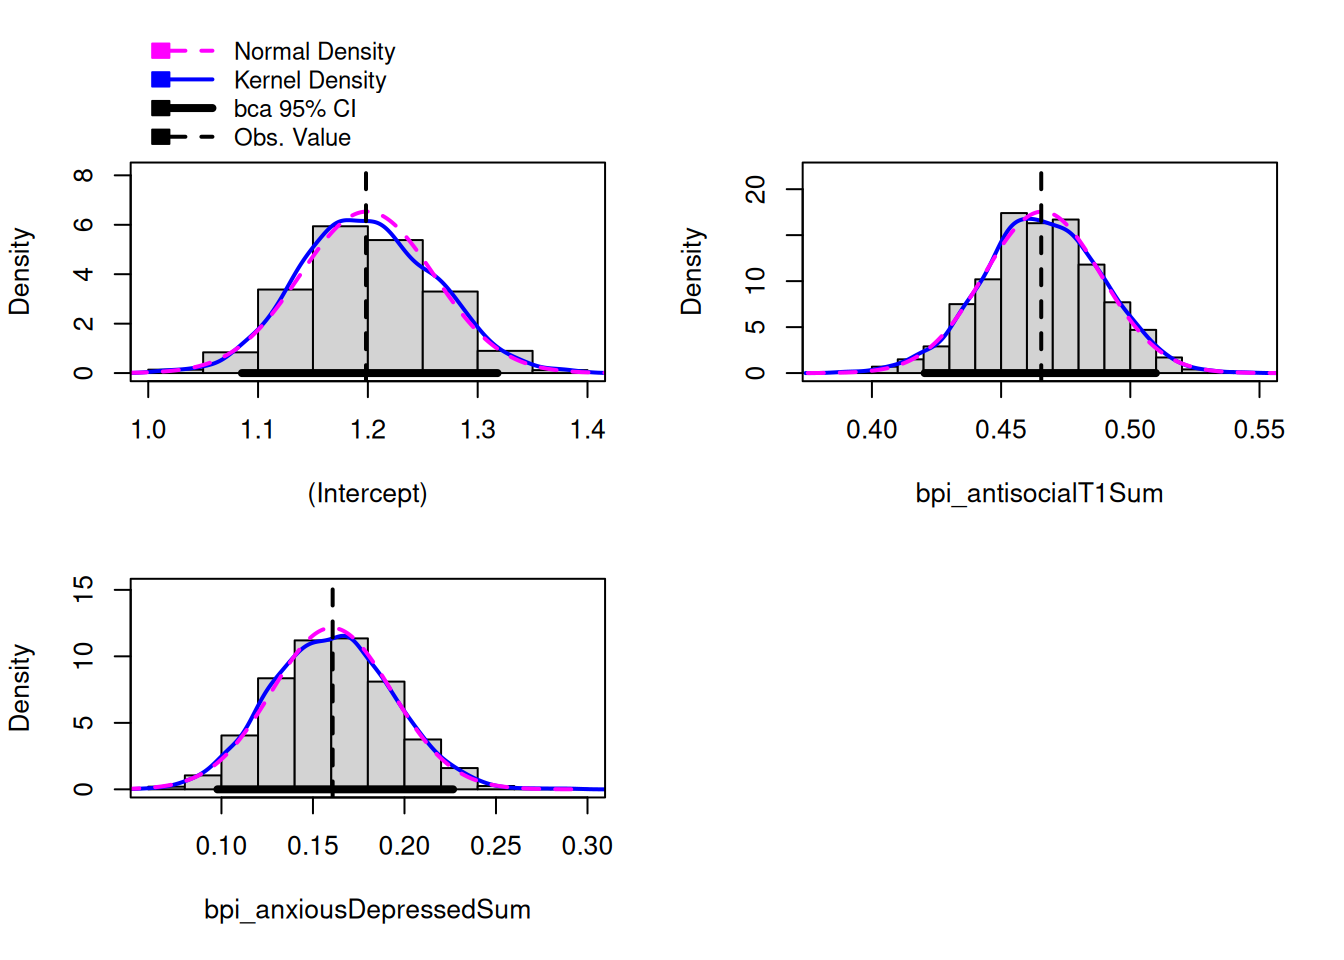 Normal Density
Kernel Density
bca 95% CI
Obs. Value
Density
8
6
4
2
0
1.0 1.1 1.2 1.3 1.4
(Intercept)
Density
20
10
5
0
0.40 0.45 0.50 0.55
bpi_antisocialT1Sum
Density
15
10
5
0
0.10 0.15 0.20 0.25 0.30
bpi_anxiousDepressedSum